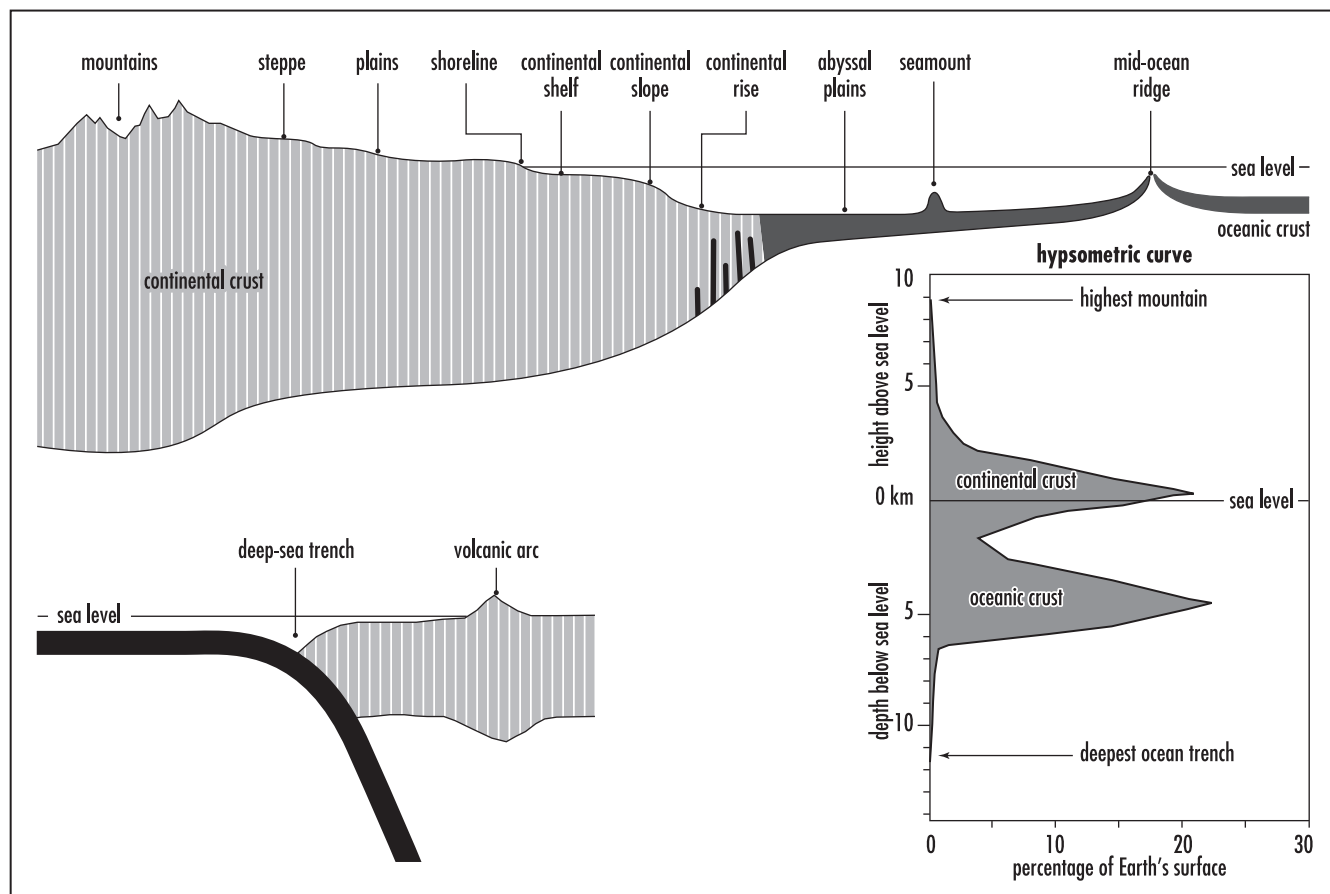 mountains
steppe
plains
shoreline
continental
shelf
continental
slope
continental
rise
abyssal
plains
seamount
mid-ocean
ridge
sea level
oceanic crust
continental crust
hypsometric curve
10
highest mountain
height above sea level
5
continental crust
0 km
sea level
oceanic crust
5
depth below sea level
10
deepest ocean trench
0
10
20
30
percentage of Earth's surface
deep-sea trench
volcanic arc
sea level